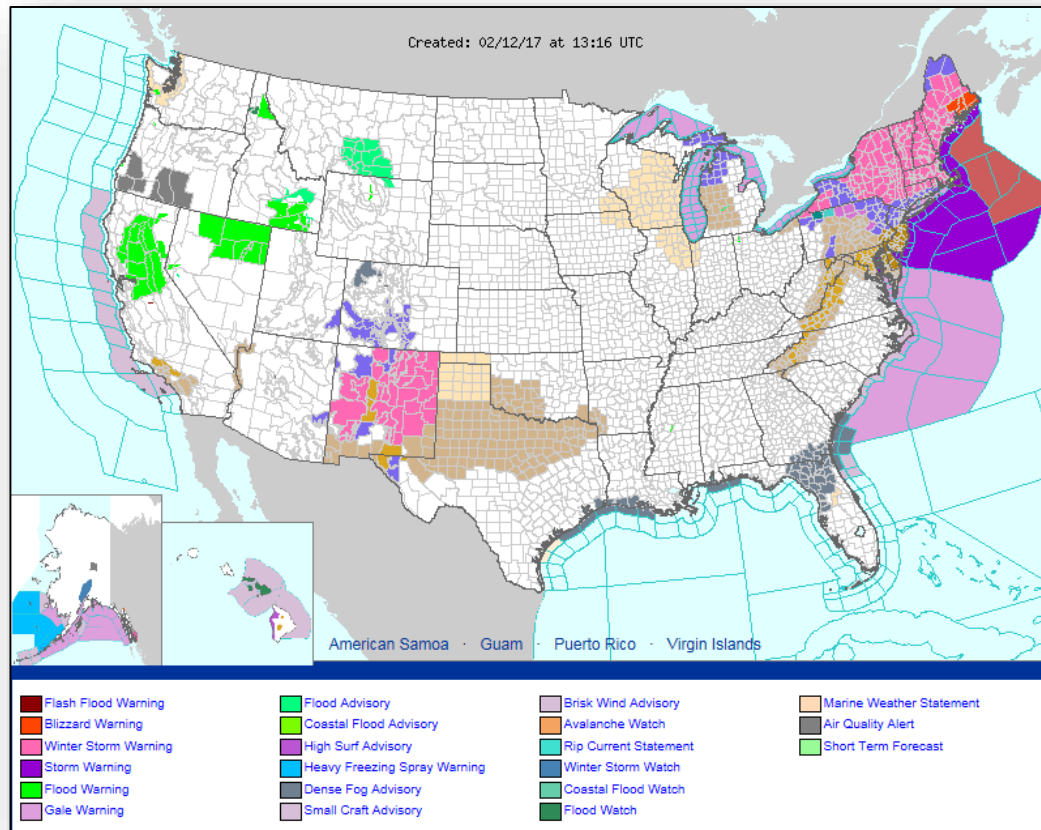 Created: 02/12/17 at 13:16 UTC
American Samoa · Guam · Puerto Rico · Virgin Islands
Flash Flood Warning
Blizzard Warning
Winter Storm Warning
Storm Warning
Flood Warning
Gale Warning
Flood Advisory
Coastal Flood Advisory
High Surf Advisory
Heavy Freezing Spray Warning
Dense Fog Advisory
Small Craft Advisory
Brisk Wind Advisory
Avalanche Watch
Rip Current Statement
Winter Storm Watch
Coastal Flood Watch
Flood Watch
Marine Weather Statement
Air Quality Alert
Short Term Forecast